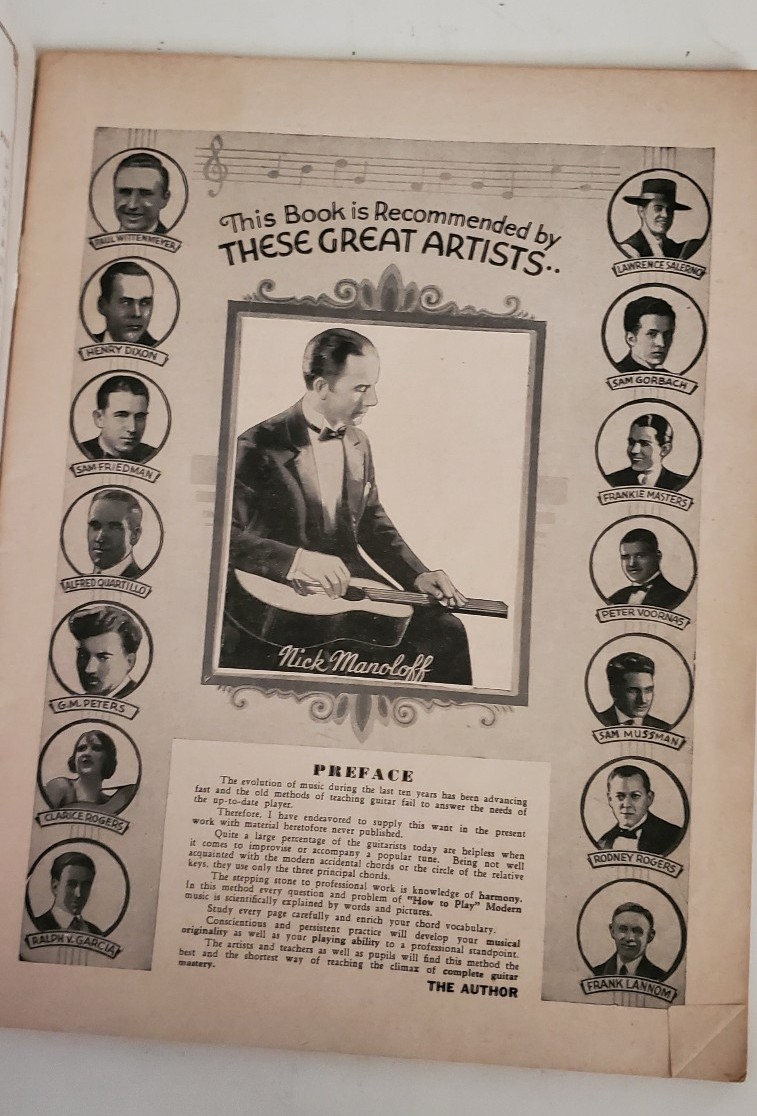 This Book is Recommended by
THESE GREAT ARTISTS..
PAUL WITTENMEYER
HENRY DIXON
SAM FRIEDMAN
ALFRED QUARTILLO
G.M. PETERS
CLARICE ROGERS
RALPH V. GARCIA
Nick Manoloff
LAWRENCE SALERNO
SAM GORBACH
FRANKIE MASTERS
PETER VOORNAS
SAM MUSSMAN
RODNEY ROGERS
FRANK LANNOM
PREFACE
The evolution of music during the last ten years has been advancing
fast and the old methods of teaching guitar fail to answer the needs of
the up-to-date player.
Therefore, I have endeavored to supply this want in the present
work with material heretofore never published.
Quite a large percentage of the guitarists today are helpless when
it comes to improvise or accompany a popular tune. Being not well
acquainted with the modern accidental chords or the circle of the relative
keys, they use only the three principal chords.
The stepping stone to professional work is knowledge of harmony.
In this method every question and problem of "How to Play" Modern
music is scientifically explained by words and pictures.
Study every page carefully and enrich your chord vocabulary.
Conscientious and persistent practice will develop your musical
originality as well as your playing ability to a professional standpoint.
The artists and teachers as well as pupils will find this method the
best and the shortest way of teaching the climax of complete guitar
mastery.
THE AUTHOR